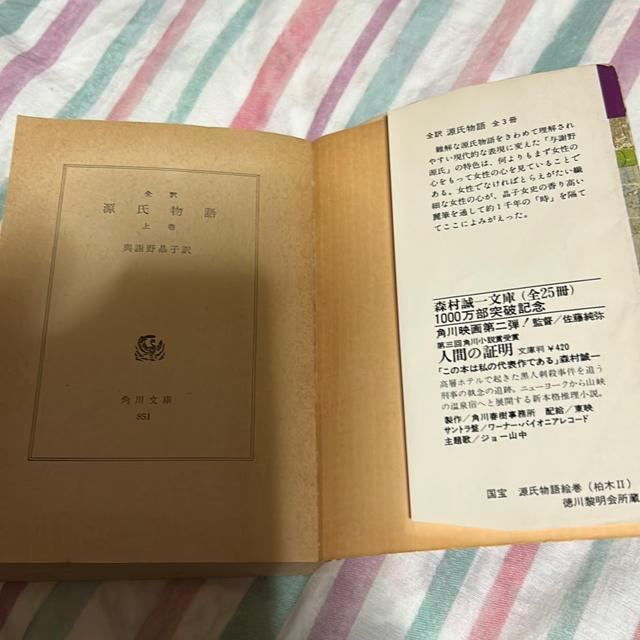 全訳
源氏物語
上巻
與謝野晶子訳
角川文庫
851
全訳 源氏物語 全3冊
難解な源氏物語をきわめて理解され
やすい現代的な表現に変えた「与謝野
源氏」の特色は、何よりもまず女性の
心をもって女性の心を見ていることで
ある。女性でなければとらえがたい繊
細な女性の心が、晶子女史の香り高い
麗筆を通して約1千年の「時」を隔て
てここによみがえった。
森村誠一文庫(全25冊)
1000万部突破記念
角川映画第二弾!監督/佐藤純弥
第三回角川小説賞受賞
人間の証明 文庫判 ¥420
「この本は私の代表作である」森村誠一
高層ホテルで起きた黒人刺殺事件を追う
刑事の執念の追跡。ニューヨークから山峡
の温泉宿へと展開する新本格推理小説。
製作/角川春樹事務所 配給/東映
サントラ盤/ワーナー・パイオニアレコード
主題歌/ジョー山中
国宝 源氏物語絵巻(柏木II)
徳川黎明会所蔵